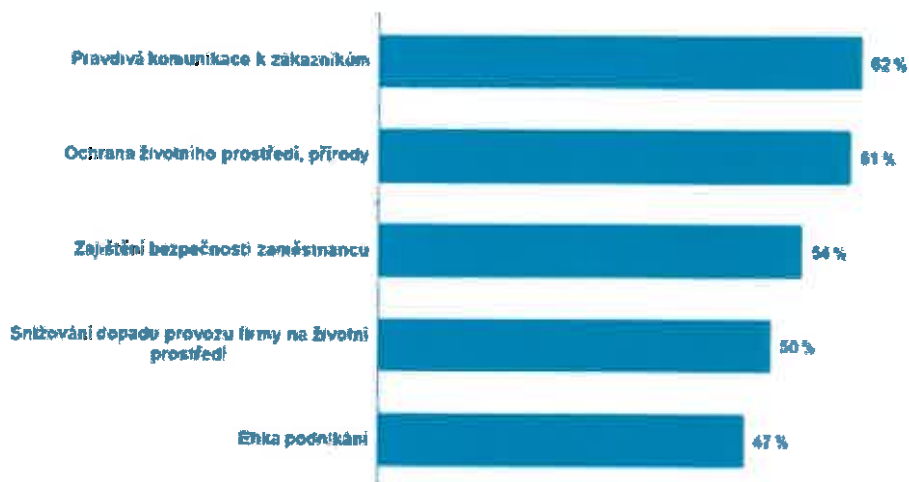 Pravdivá komunikace k zákazníkům
62 %
Ochrana životního prostředí, přírody
61 %
Zajištění bezpečnosti zaměstnancu
54 %
Snižování dopadu provozu firmy na životní
prostředí
50 %
Etika podnikání
47 %